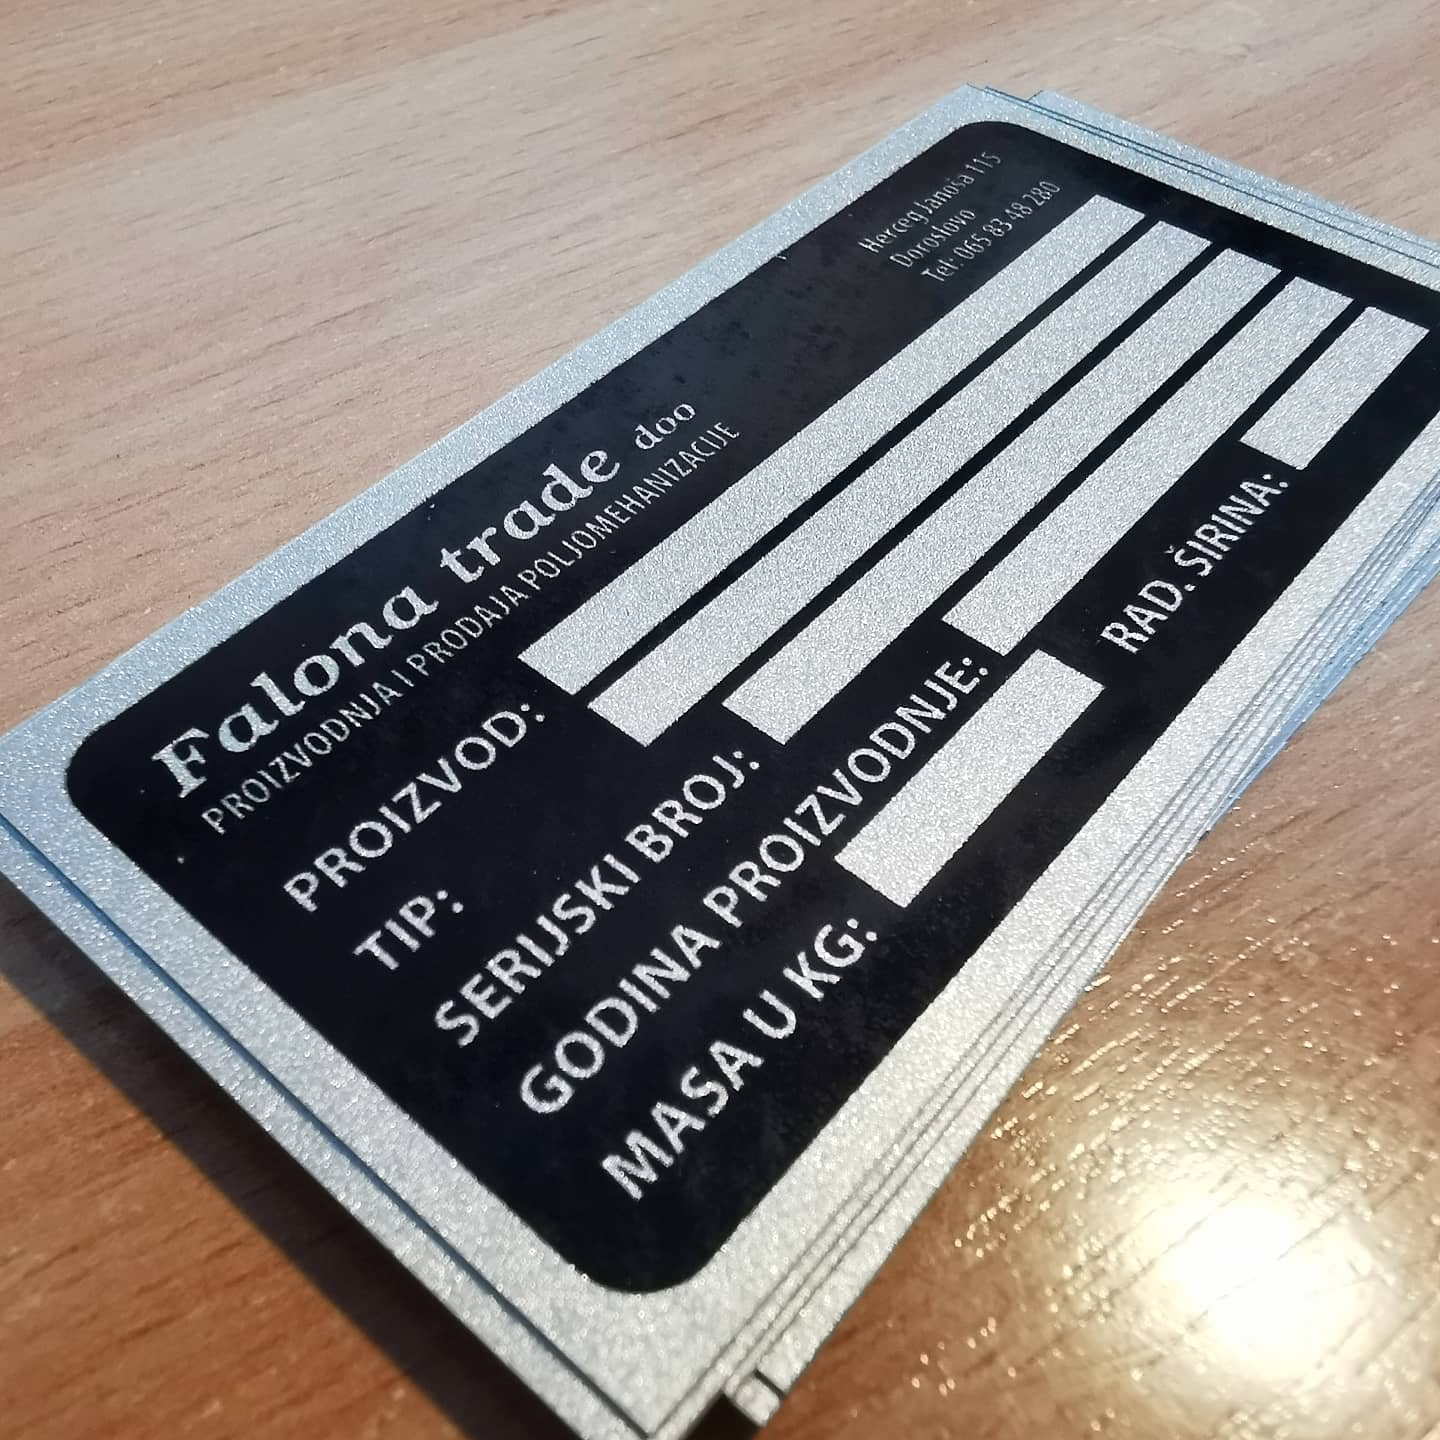 Falona trade doo
PROIZVODNJA I PRODAJA POLJOMEHANIZACIJE
Herceg Janoša 115
Doroslovo
Tel: 065 83 48 280
PROIZVOD:
TIP:
SERIJSKI BROJ:
GODINA PROIZVODNJE:
MASA U KG:
RAD. ŠIRINA: